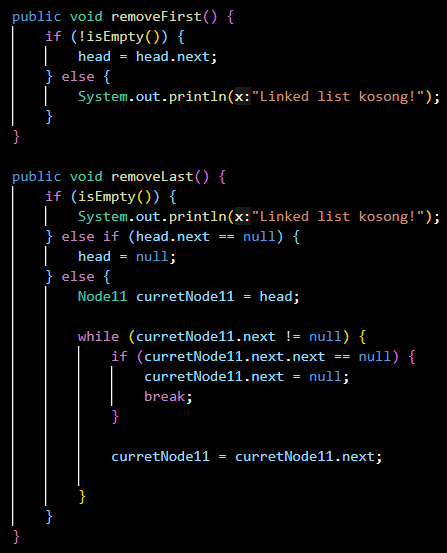 public void removeFirst() {
if (!isEmpty()) {
head = head.next;
} else {
System.out.println(x:"Linked list kosong!");
}
}
public void removeLast() {
if (isEmpty()) {
System.out.println(x:"Linked list kosong!");
} else if (head.next == null) {
head = null;
} else {
Node11 curretNode11 = head;
while (curretNode11.next != null) {
if (curretNode11.next.next == null) {
curretNode11.next = null;
break;
}
curretNode11 = curretNode11.next;
}
}
}